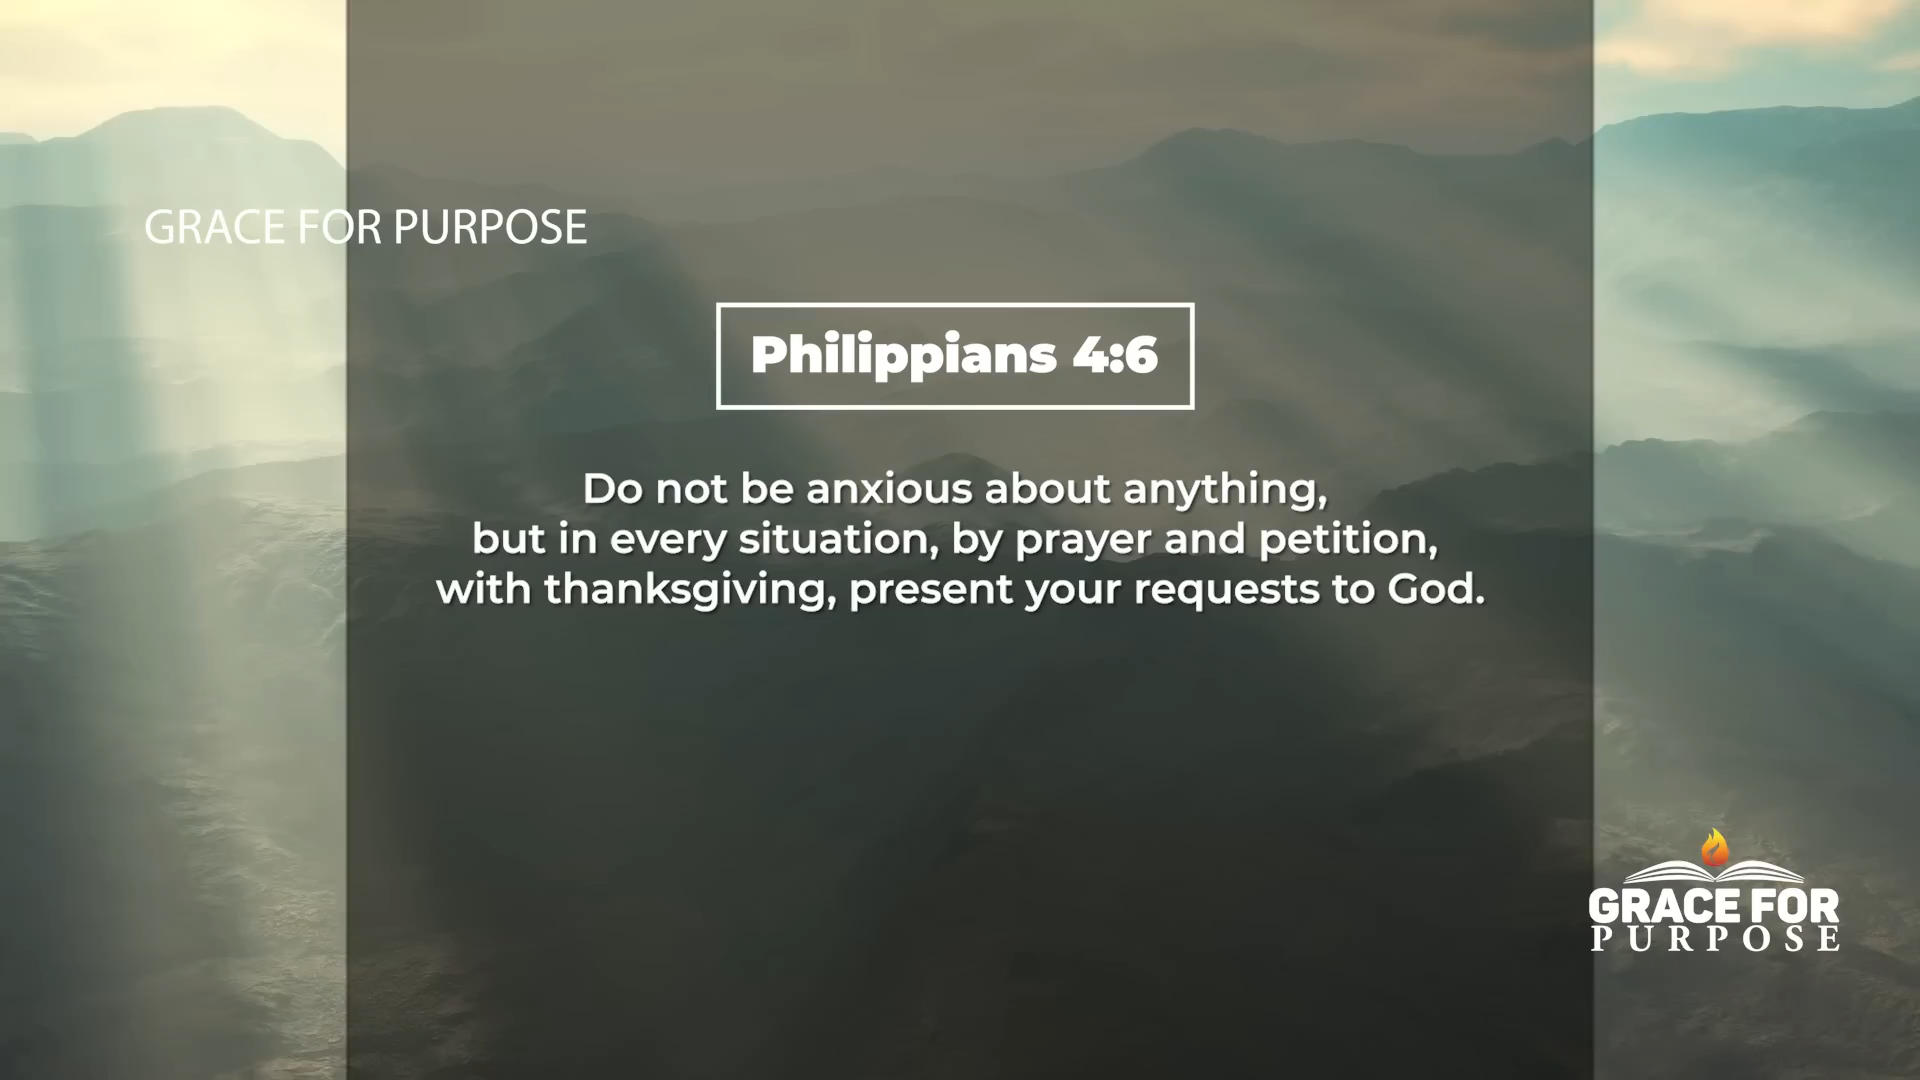 GRACE FOR PURPOSE
Philippians 4:6
Do not be anxious about anything,
but in every situation, by prayer and petition,
with thanksgiving, present your requests to God.
GRACE FOR
PURPOSE